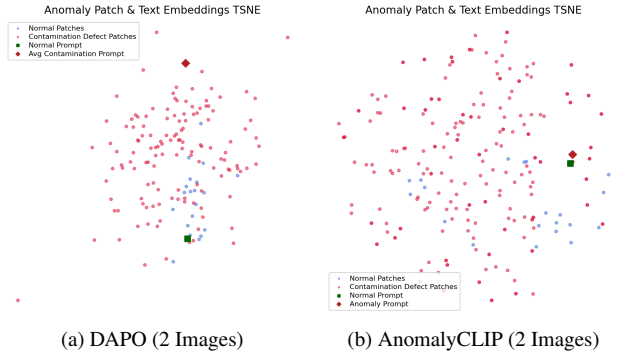 Anomaly Patch & Text Embeddings TSNE
Normal Patches
Contamination Defect Patches
Normal Prompt
Avg Contamination Prompt
(a) DAPO (2 Images)
Anomaly Patch & Text Embeddings TSNE
Normal Patches
Contamination Defect Patches
Normal Prompt
Anomaly Prompt
(b) AnomalyCLIP (2 Images)